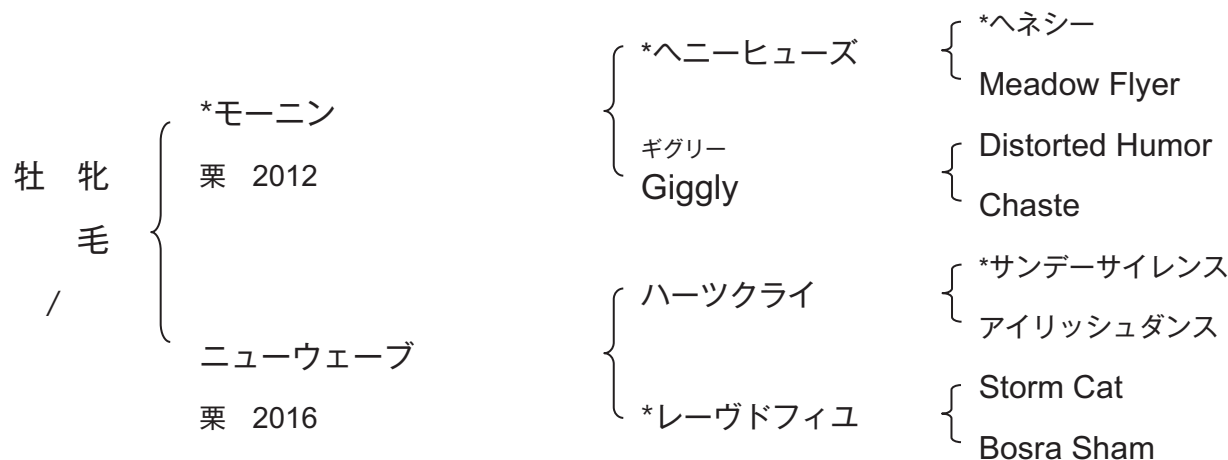 牡 牝
毛
/
*モーニン
栗 2012
ニューウェーブ
栗 2016
*ヘニーヒューズ
ギグリー
Giggly
ハーツクライ
*レーヴドフィユ
*ヘネシー
Meadow Flyer
Distorted Humor
Chaste
*サンデーサイレンス
アイリッシュダンス
Storm Cat
Bosra Sham